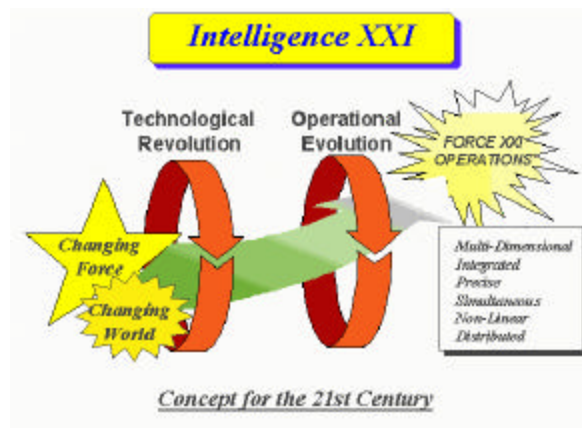 Intelligence XXI
Technological
Revolution
Operational
Evolution
FORCE XXI
OPERATIONS
Changing
Force
Changing
World
Multi-Dimensional
Integrated
Precise
Simultaneous
Non-Linear
Distributed
Concept for the 21st Century